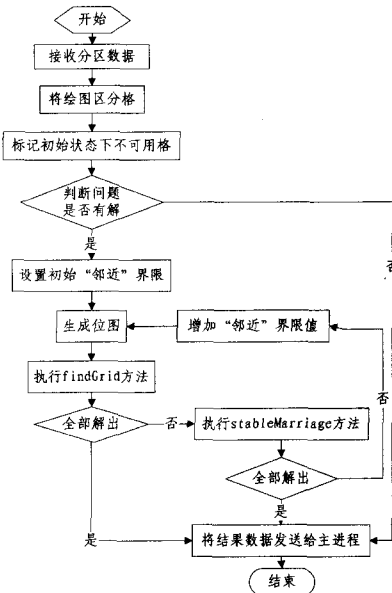 开始
接收分区数据
将绘图区分格
标记初始状态下不可用格
判断问题
是否有解
是
否
设置初始“邻近”界限
生成位图
增加“邻近”界限值
执行findGrid方法
全部解出
否
执行stableMarriage方法
否
全部解出
是
是
将结果数据发送给主进程
结束